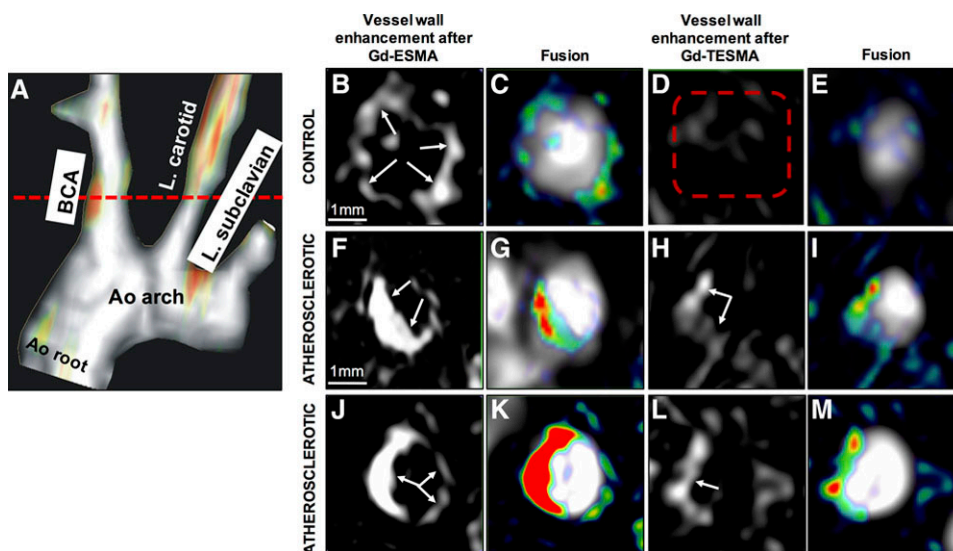 Vessel wall
enhancement after
Gd-ESMA
Fusion
Vessel wall
enhancement after
Gd-TESMA
Fusion
A
BCA
L. carotid
L. subclavian
Ao arch
Ao root
CONTROL
B
1mm
C
D
E
ATHEROSCLEROTIC
F
1mm
G
H
I
ATHEROSCLEROTIC
J
K
L
M